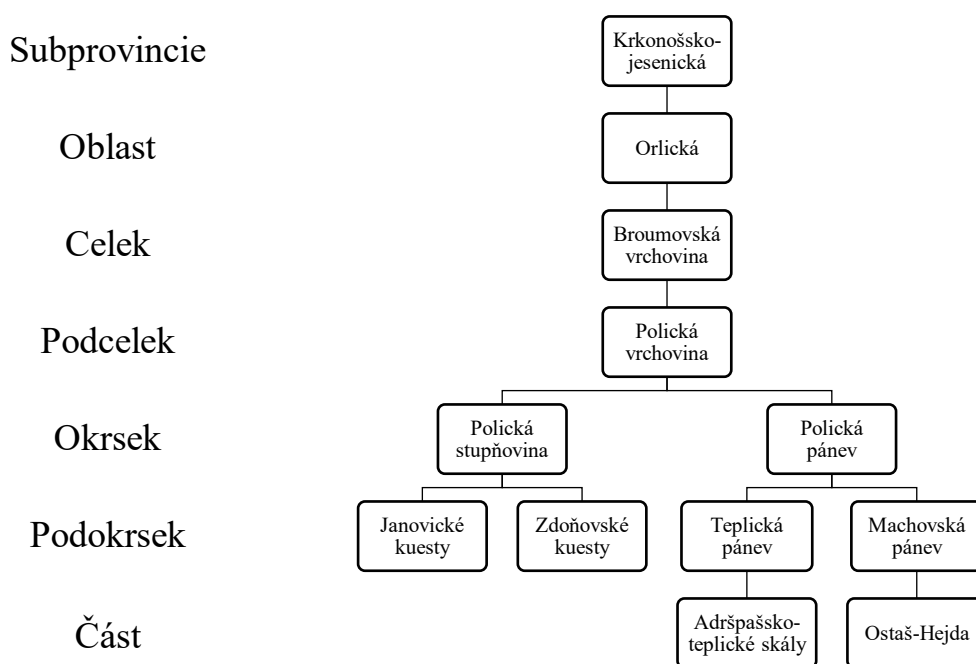 Subprovincie
Krkonošsko-
jesenická
Oblast
Orlická
Celek
Broumovská
vrchovina
Podcelek
Polická
vrchovina
Okrsek
Polická
stupňovina
Polická
pánev
Podokrsek
Janovické
kuesty
Zdoňovské
kuesty
Teplická
pánev
Machovská
pánev
Část
Adršpašsko-
teplické skály
Ostaš-Hejda